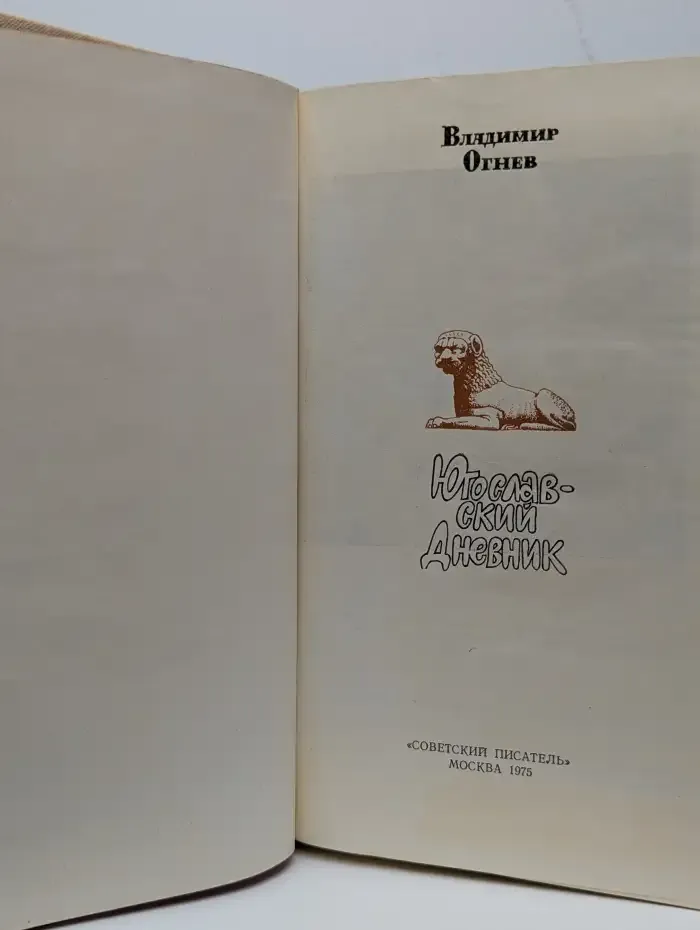 Владимир
Огнев
Югослав-
ский
Дневник
«СОВЕТСКИЙ ПИСАТЕЛЬ»
МОСКВА 1975